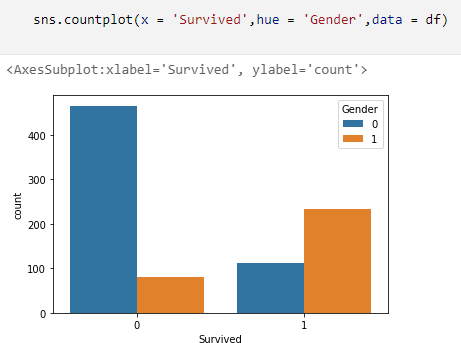 sns.countplot(x = 'Survived',hue = 'Gender',data = df)
<AxesSubplot:xlabel='Survived', ylabel='count'>
Gender
0
1
400
300
200
100
0
count
0 1
Survived